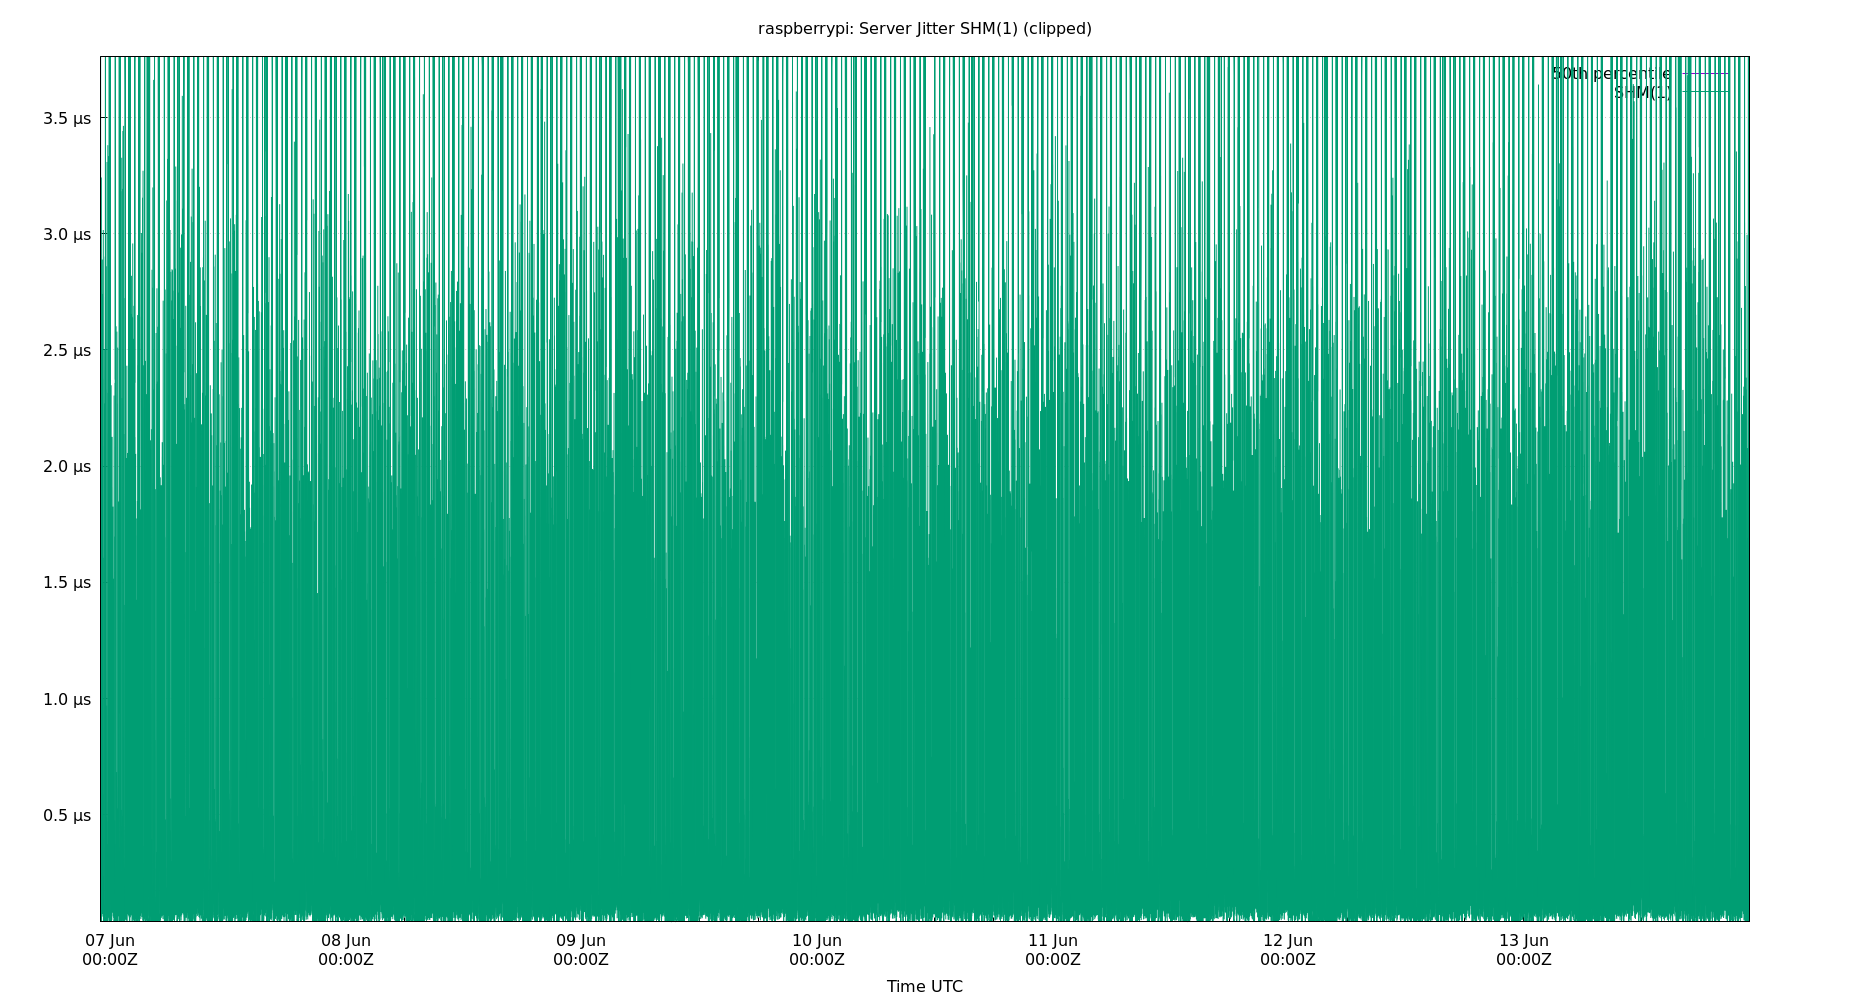 raspberrypi: Server Jitter SHM(1) (clipped)
50th percentile
SHM(1)
3.5 µs
3.0 µs
2.5 µs
2.0 µs
1.5 µs
1.0 µs
0.5 µs
07 Jun 08 Jun 09 Jun 10 Jun 11 Jun 12 Jun 13 Jun
00:00Z 00:00Z 00:00Z 00:00Z 00:00Z 00:00Z 00:00Z
Time UTC